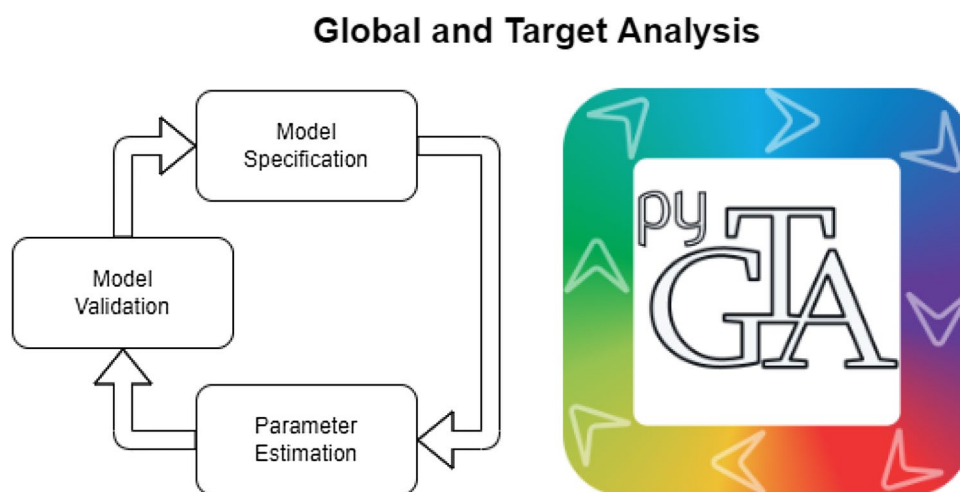 Global and Target Analysis
Model
Specification
Model
Validation
Parameter
Estimation
py
GTA